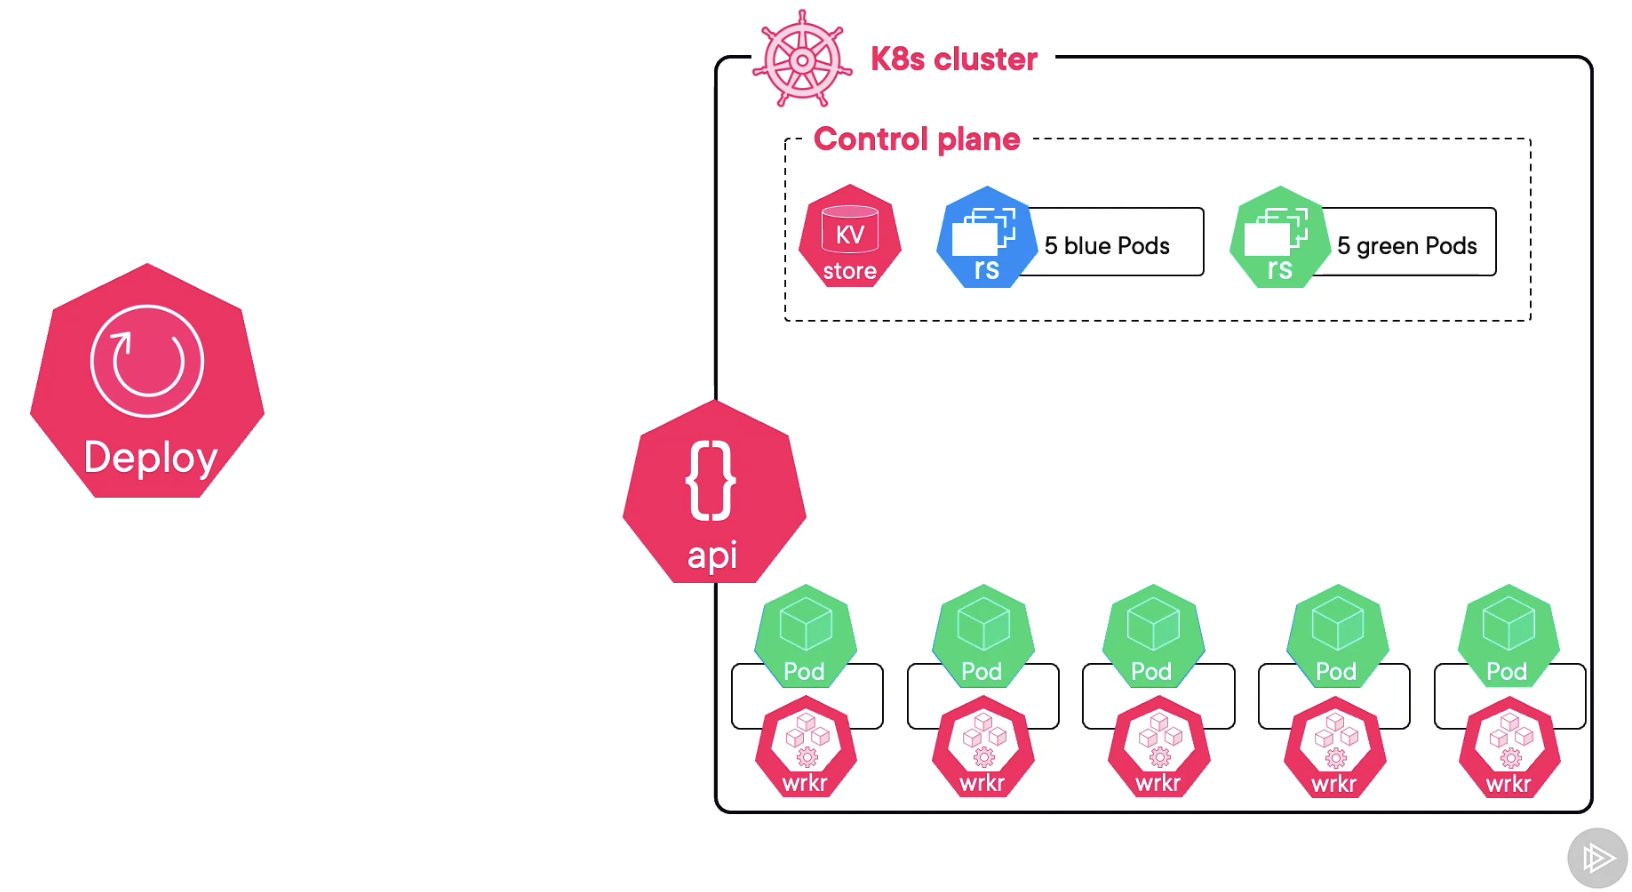 K8s cluster
Control plane
KV
store
rs
5 blue Pods
rs
5 green Pods
Deploy
{}
api
Pod
Pod
Pod
Pod
Pod
wrkr
wrkr
wrkr
wrkr
wrkr